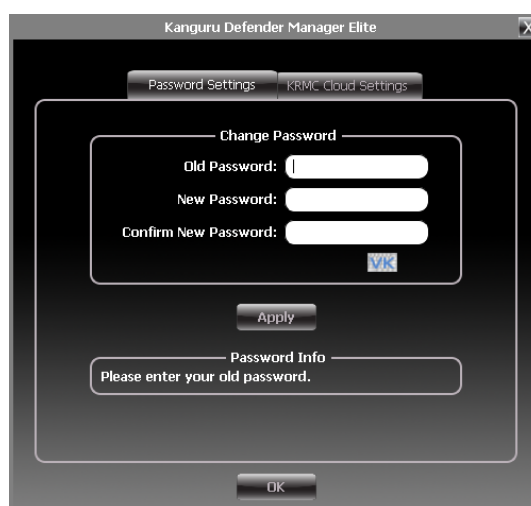 Kanguru Defender Manager Elite
X
Password Settings
KRMC Cloud Settings
Change Password
Old Password:
New Password:
Confirm New Password:
VK
Apply
Password Info
Please enter your old password.
OK